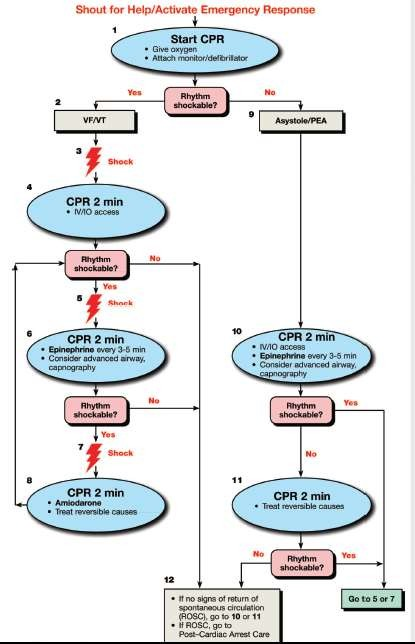 Shout for Help/Activate Emergency Response
1
Start CPR
• Give oxygen
• Attach monitor/defibrillator
Yes
Rhythm
shockable?
No
2
VF/VT
9
Asystole/PEA
3
Shock
4
CPR 2 min
• IV/IO access
Rhythm
shockable?
No
Yes
5
Shock
6
CPR 2 min
• Epinephrine every 3-5 min
• Consider advanced airway,
capnography
Rhythm
shockable?
No
Yes
7
Shock
8
CPR 2 min
• Amiodarone
• Treat reversible causes
10
CPR 2 min
• IV/IO access
• Epinephrine every 3-5 min
• Consider advanced airway,
capnography
Rhythm
shockable?
Yes
No
11
CPR 2 min
• Treat reversible causes
No
Rhythm
shockable?
Yes
12
• If no signs of return of
spontaneous circulation
(ROSC), go to 10 or 11
• If ROSC, go to
Post–Cardiac Arrest Care
Go to 5 or 7